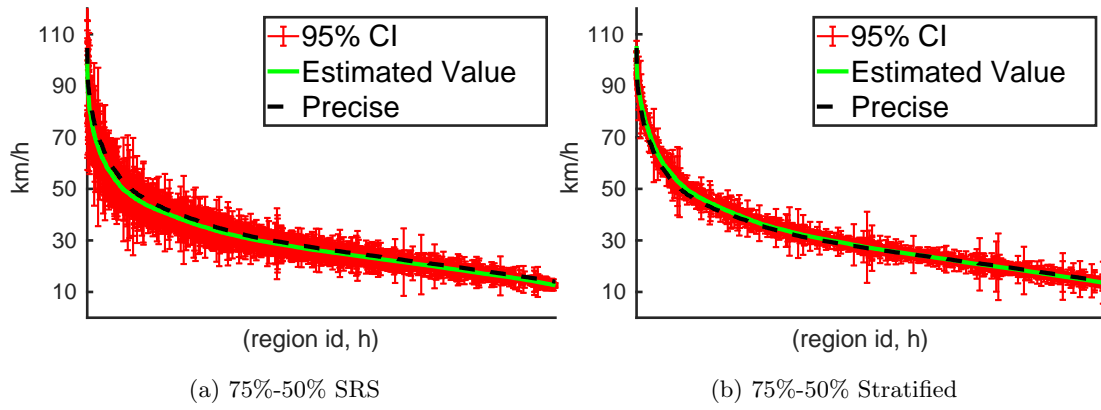 110
90
70
50
30
10
km/h
95% CI
Estimated Value
Precise
(region id, h)
(a) 75%-50% SRS
110
90
70
50
30
10
km/h
95% CI
Estimated Value
Precise
(region id, h)
(b) 75%-50% Stratified